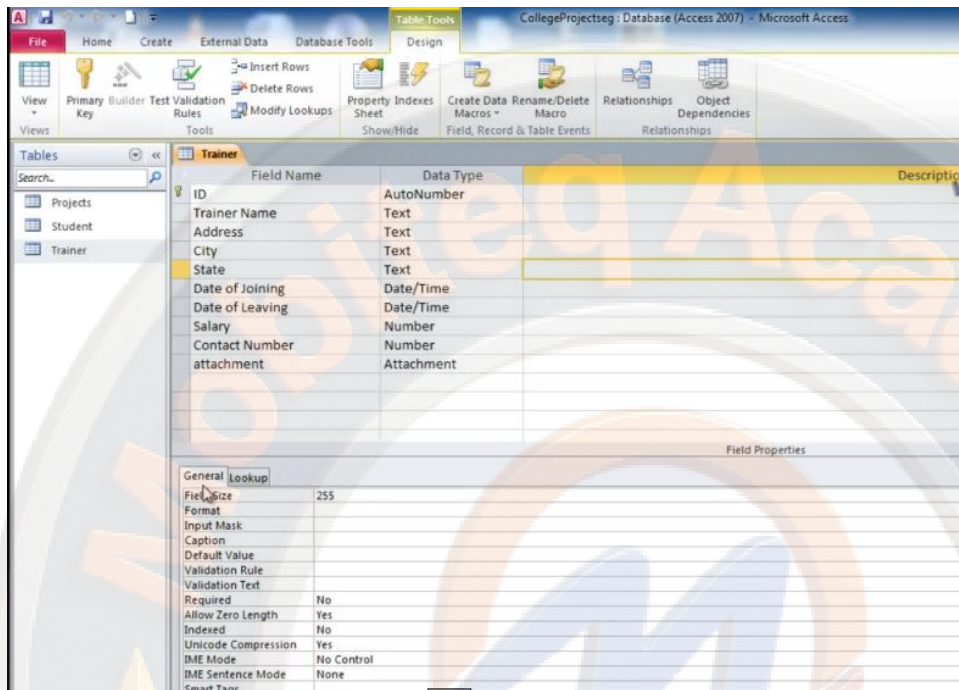 CollegeProjectseg : Database (Access 2007) - Microsoft Access
Table Tools
File Home Create External Data Database Tools Design
View
Primary Key
Builder
Test Validation Rules
Insert Rows
Delete Rows
Modify Lookups
Property Sheet
Indexes
Create Data Macros
Rename/Delete Macro
Relationships
Object Dependencies
Views Tools Show/Hide Field, Record & Table Events Relationships
Tables
Search...
Projects
Student
Trainer
Trainer
Field Name Data Type Descriptio
ID AutoNumber
Trainer Name Text
Address Text
City Text
State Text
Date of Joining Date/Time
Date of Leaving Date/Time
Salary Number
Contact Number Number
attachment Attachment
Field Properties
General Lookup
Field Size 255
Format
Input Mask
Caption
Default Value
Validation Rule
Validation Text
Required No
Allow Zero Length Yes
Indexed No
Unicode Compression Yes
IME Mode No Control
IME Sentence Mode None
Smart Tags
Mobiteq Aca